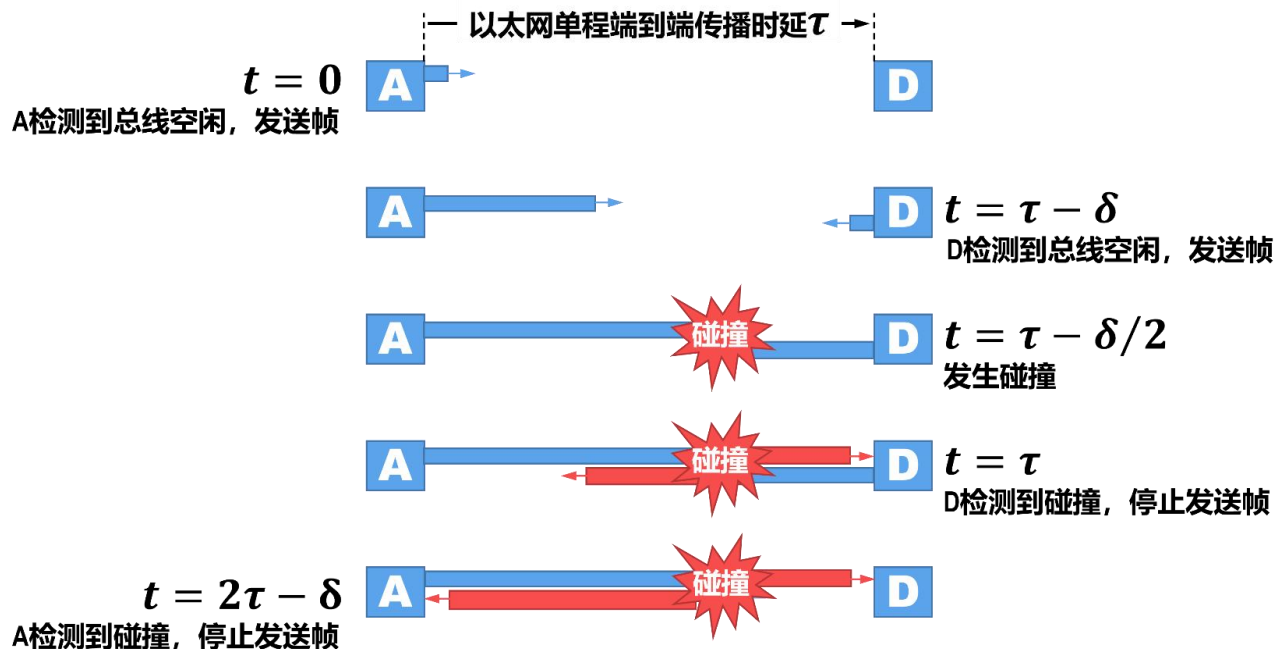 以太网单程端到端传播时延τ
t = 0
A
D
A检测到总线空闲，发送帧
A
D
t = τ − δ
D检测到总线空闲，发送帧
A
碰撞
D
t = τ − δ/2
发生碰撞
A
碰撞
D
t = τ
D检测到碰撞，停止发送帧
t = 2τ − δ
A
碰撞
D
A检测到碰撞，停止发送帧